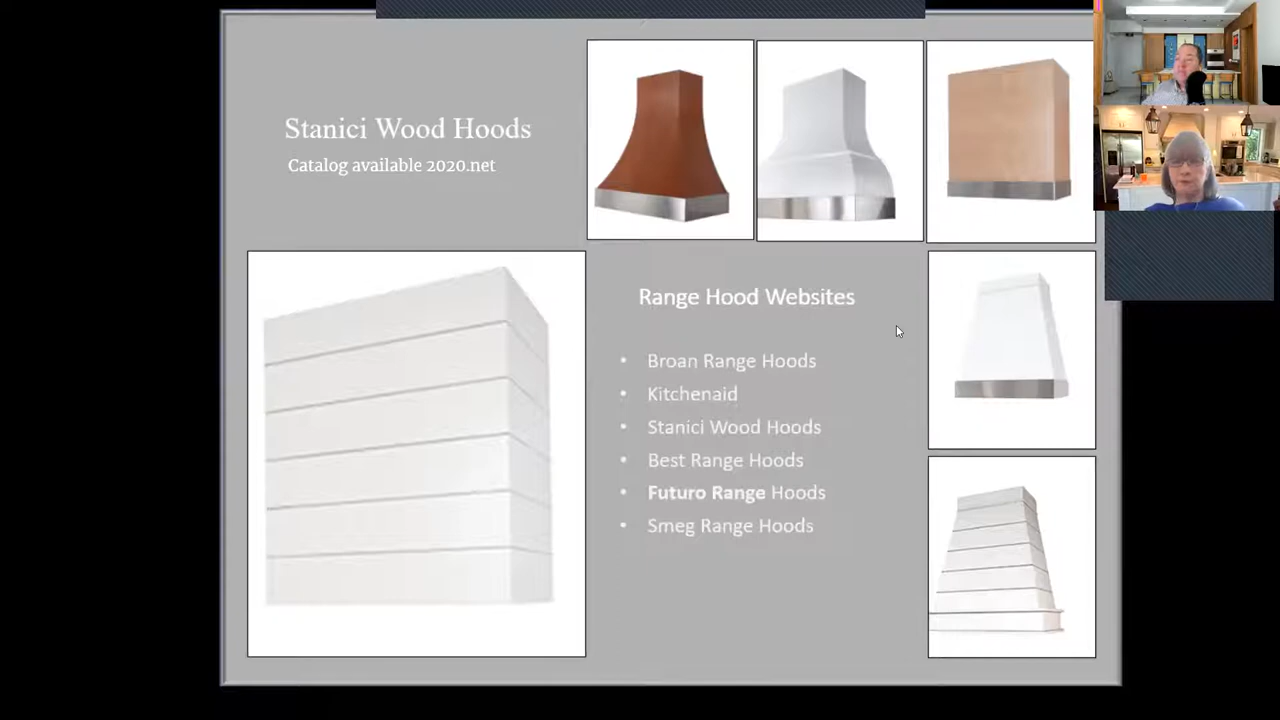 Stanici Wood Hoods
Catalog available 2020.net
Range Hood Websites
• Broan Range Hoods
• Kitchenaid
• Stanici Wood Hoods
• Best Range Hoods
• Futuro Range Hoods
• Smeg Range Hoods